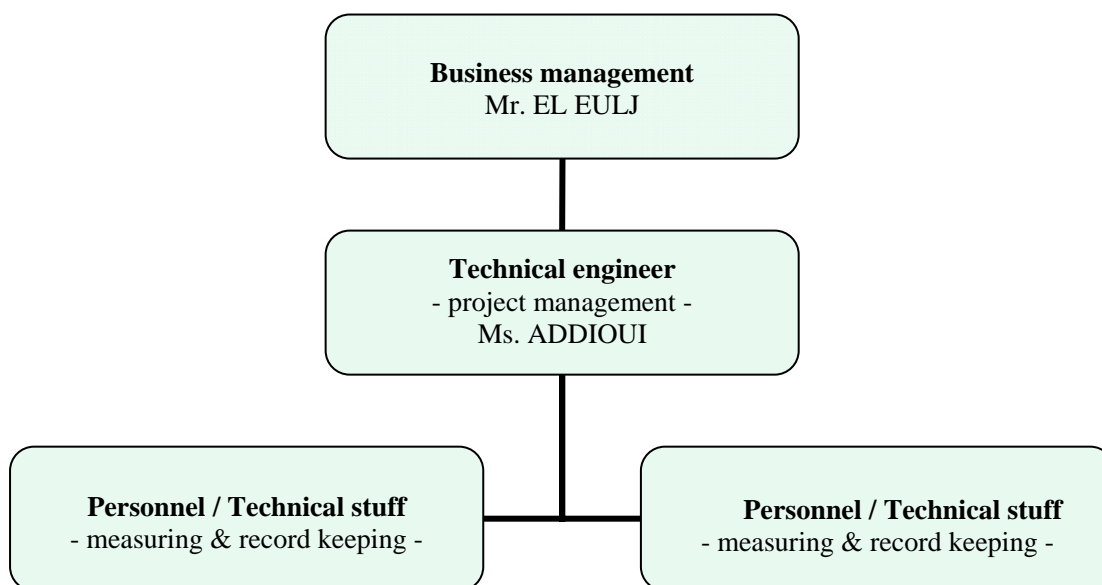 Business management
Mr. EL EULJ
Technical engineer
- project management -
Ms. ADDIOUI
Personnel / Technical stuff
- measuring & record keeping -
Personnel / Technical stuff
- measuring & record keeping -